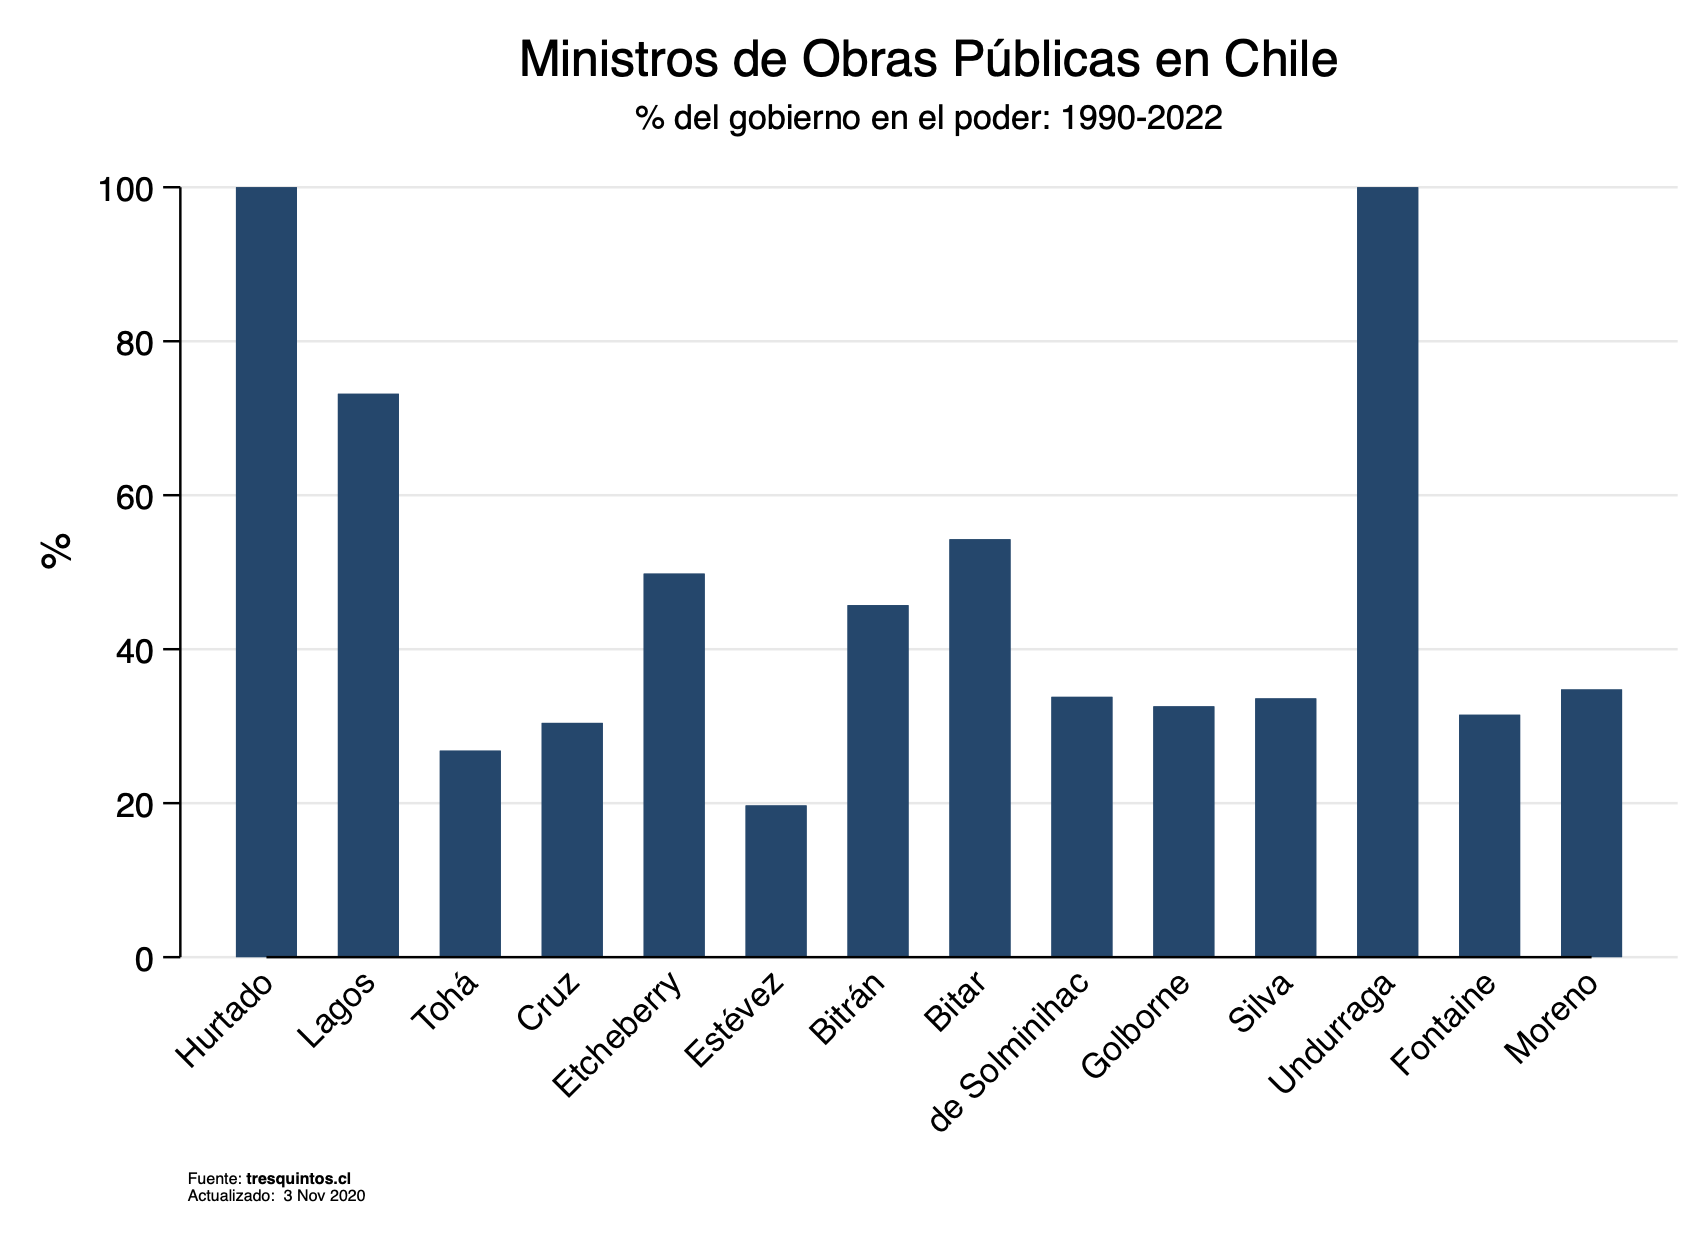 Ministros de Obras Públicas en Chile
% del gobierno en el poder: 1990-2022
100
80
60
40
20
0
%
Hurtado
Lagos
Tohá
Cruz
Etcheberry
Estévez
Bitrán
Bitar
de Solminihac
Golborne
Silva
Undurraga
Fontaine
Moreno
Fuente: tresquintos.cl
Actualizado: 3 Nov 2020